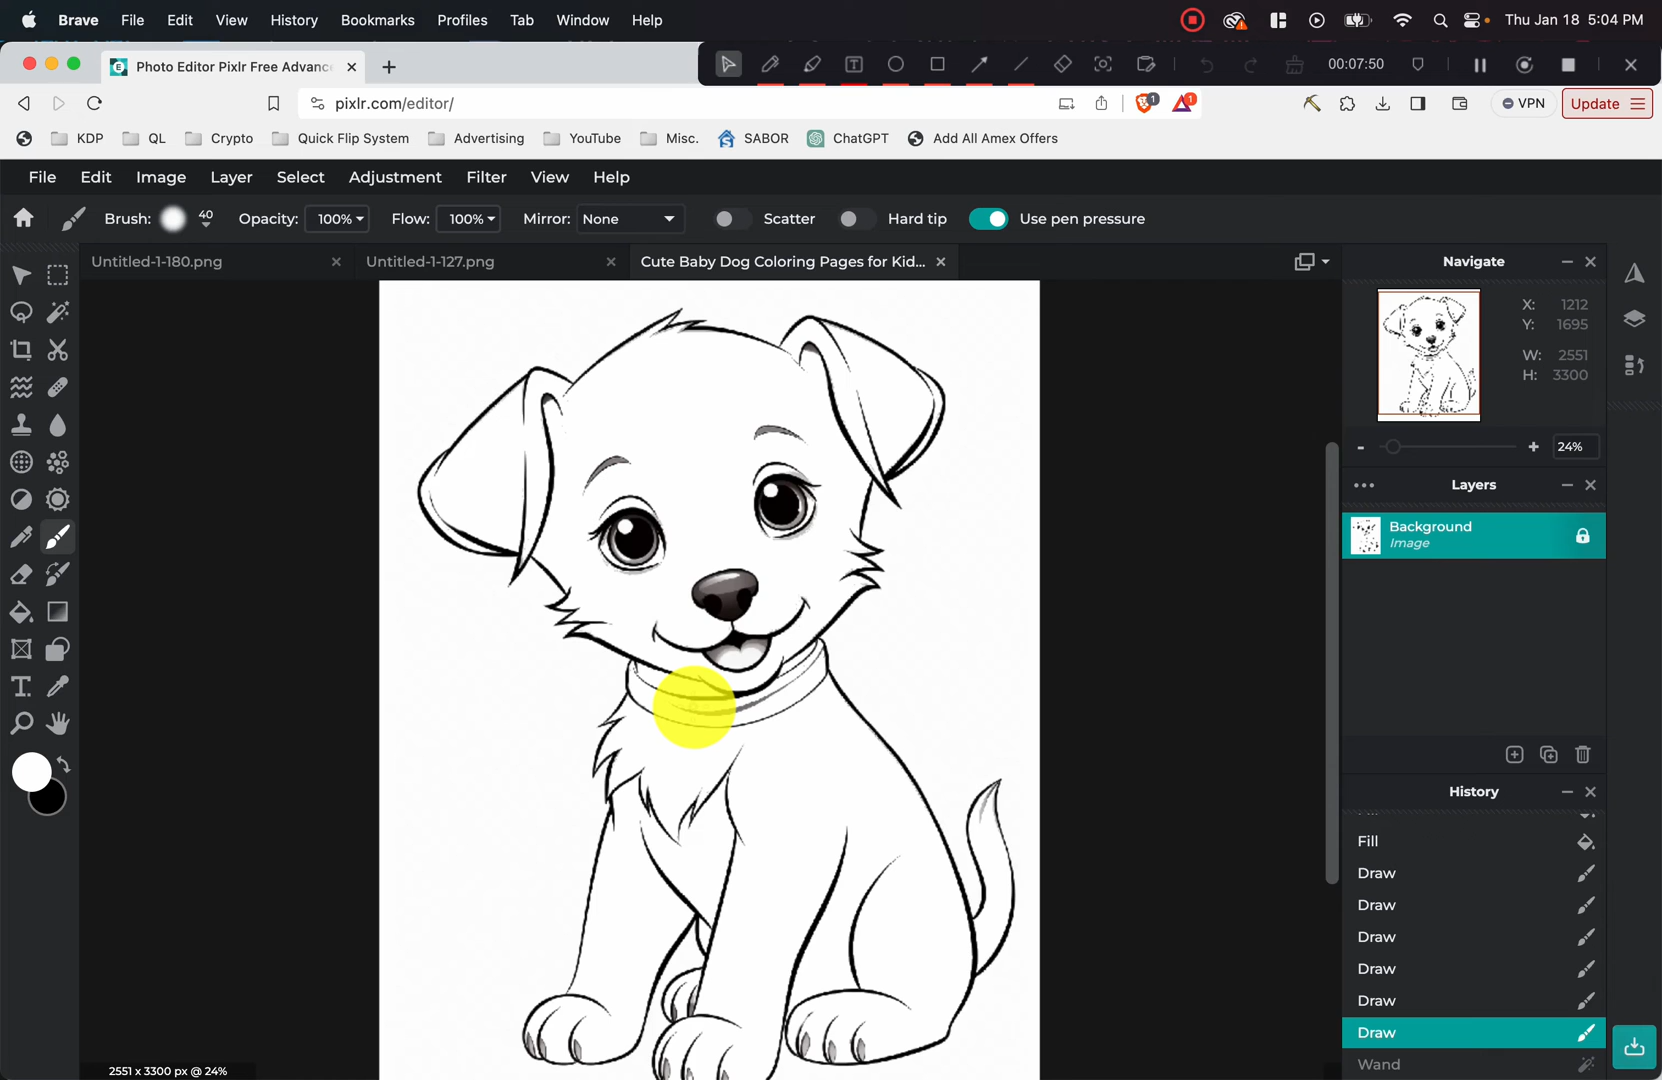 Brave File Edit View History Bookmarks Profiles Tab Window Help Thu Jan 18 5:04 PM
Photo Editor Pixlr Free Advance 00:07:50
pixlr.com/editor/ 1 1 VPN Update
KDP QL Crypto Quick Flip System Advertising YouTube Misc. SABOR ChatGPT Add All Amex Offers
File Edit Image Layer Select Adjustment Filter View Help
Brush: 40 Opacity: 100% Flow: 100% Mirror: None Scatter Hard tip Use pen pressure
Untitled-1-180.png Untitled-1-127.png Cute Baby Dog Coloring Pages for Kid... Navigate
X: 1212
Y: 1695
W: 2551
H: 3300
24%
Layers
Background
Image
History
Fill
Draw
Draw
Draw
Draw
Draw
Draw
Wand
2551 x 3300 px @ 24%